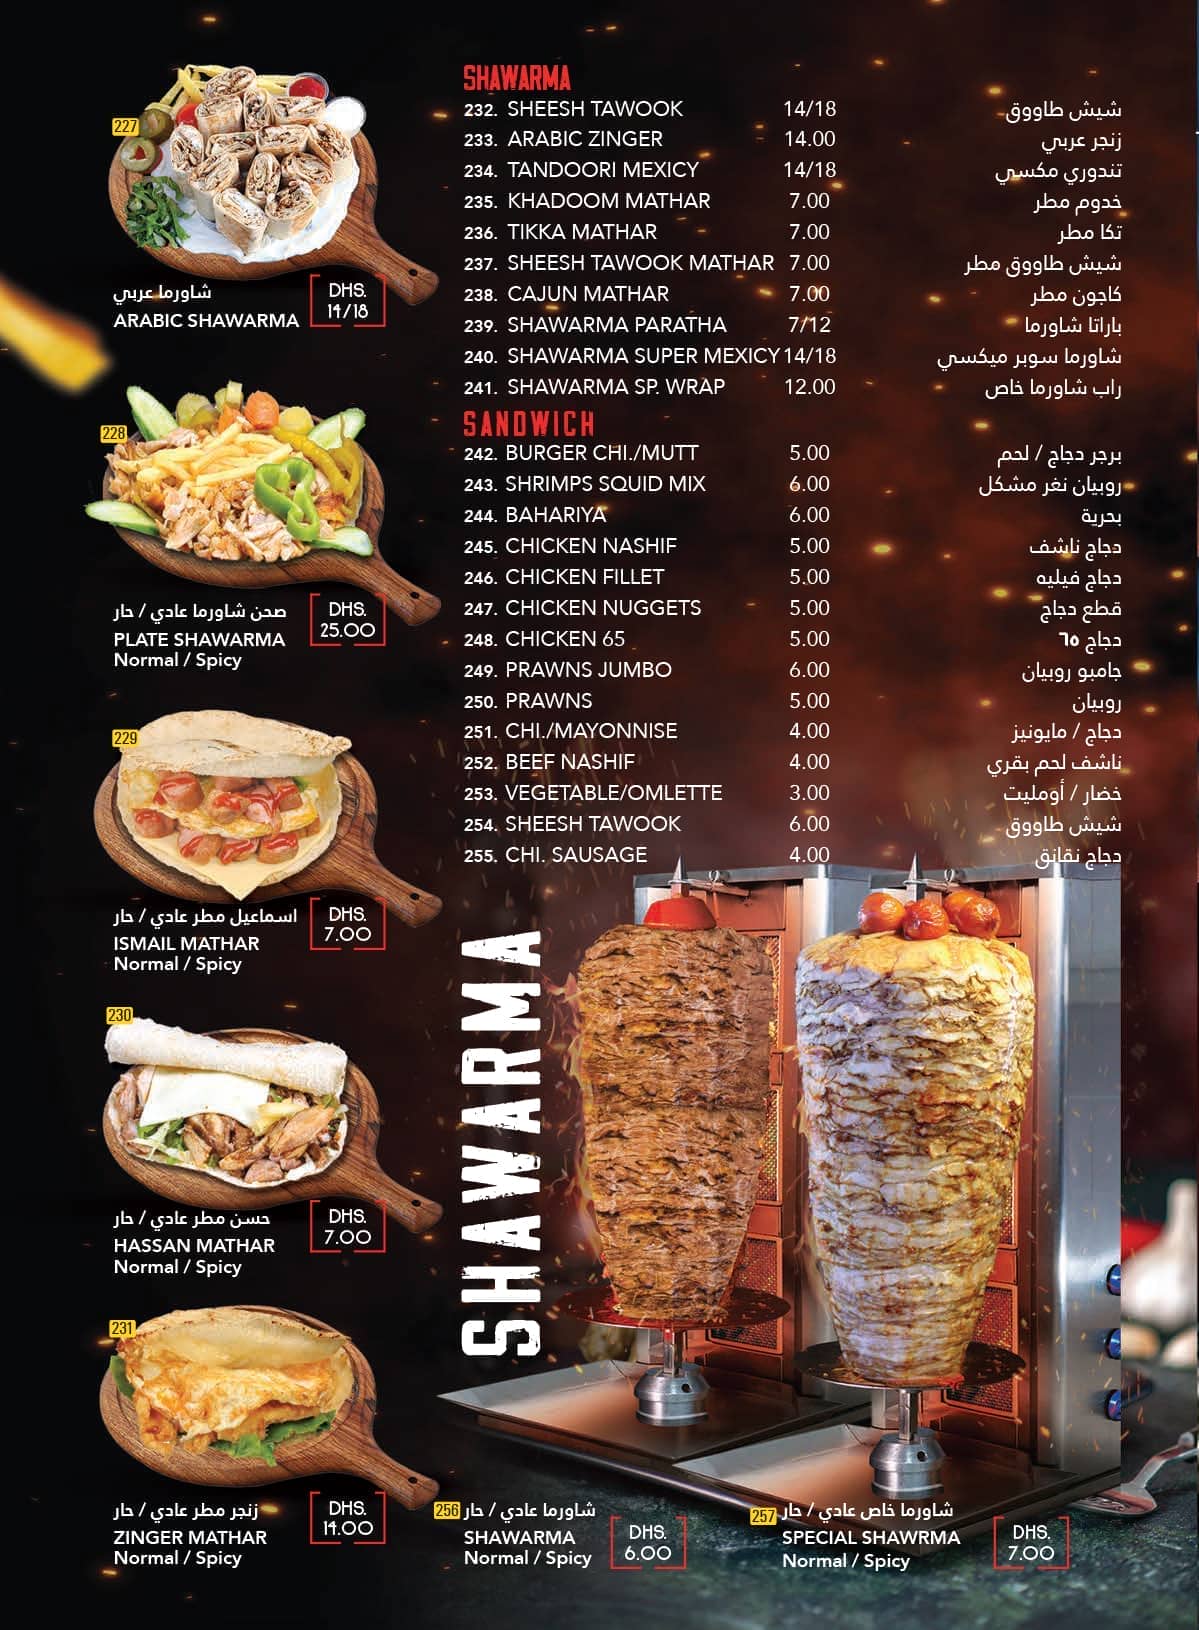 227
شاورما عربي
ARABIC SHAWARMA
DHS.
14/18
228
صحن شاورما عادي / حار
PLATE SHAWARMA
Normal / Spicy
DHS.
25.00
229
اسماعيل مطر عادي / حار
ISMAIL MATHAR
Normal / Spicy
DHS.
7.00
230
حسن مطر عادي / حار
HASSAN MATHAR
Normal / Spicy
DHS.
7.00
231
زنجر مطر عادي / حار
ZINGER MATHAR
Normal / Spicy
DHS.
14.00
SHAWARMA
232. SHEESH TAWOOK 14/18 شيش طاووق
233. ARABIC ZINGER 14.00 زنجر عربي
234. TANDOORI MEXICY 14/18 تندوري مكسي
235. KHADOOM MATHAR 7.00 خدوم مطر
236. TIKKA MATHAR 7.00 تكا مطر
237. SHEESH TAWOOK MATHAR 7.00 شيش طاووق مطر
238. CAJUN MATHAR 7.00 كاجون مطر
239. SHAWARMA PARATHA 7/12 باراتا شاورما
240. SHAWARMA SUPER MEXICY 14/18 شاورما سوبر ميكسي
241. SHAWARMA SP. WRAP 12.00 راب شاورما خاص
SANDWICH
242. BURGER CHI./MUTT 5.00 برجر دجاج / لحم
243. SHRIMPS SQUID MIX 6.00 روبيان نغر مشكل
244. BAHARIYA 6.00 بحرية
245. CHICKEN NASHIF 5.00 دجاج ناشف
246. CHICKEN FILLET 5.00 دجاج فيليه
247. CHICKEN NUGGETS 5.00 قطع دجاج
248. CHICKEN 65 5.00 دجاج ٦٥
249. PRAWNS JUMBO 6.00 جامبو روبيان
250. PRAWNS 5.00 روبيان
251. CHI./MAYONNISE 4.00 دجاج / مايونيز
252. BEEF NASHIF 4.00 ناشف لحم بقري
253. VEGETABLE/OMLETTE 3.00 خضار / أومليت
254. SHEESH TAWOOK 6.00 شيش طاووق
255. CHI. SAUSAGE 4.00 دجاج نقانق
SHAWARMA
256 شاورما عادي / حار
SHAWARMA
Normal / Spicy
DHS.
6.00
257 شاورما خاص عادي / حار
SPECIAL SHAWRMA
Normal / Spicy
DHS.
7.00